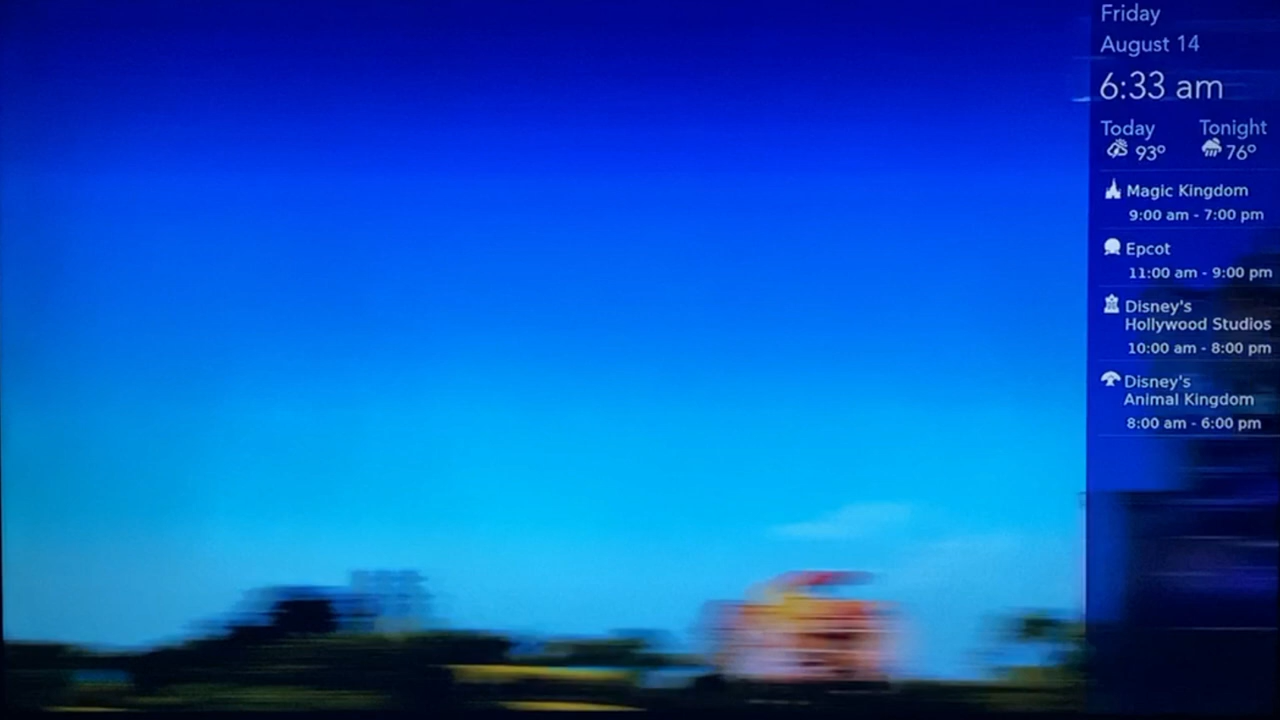 Friday
August 14
6:33 am
Today Tonight
93° 76°
Magic Kingdom
9:00 am - 7:00 pm
Epcot
11:00 am - 9:00 pm
Disney's
Hollywood Studios
10:00 am - 8:00 pm
Disney's
Animal Kingdom
8:00 am - 6:00 pm